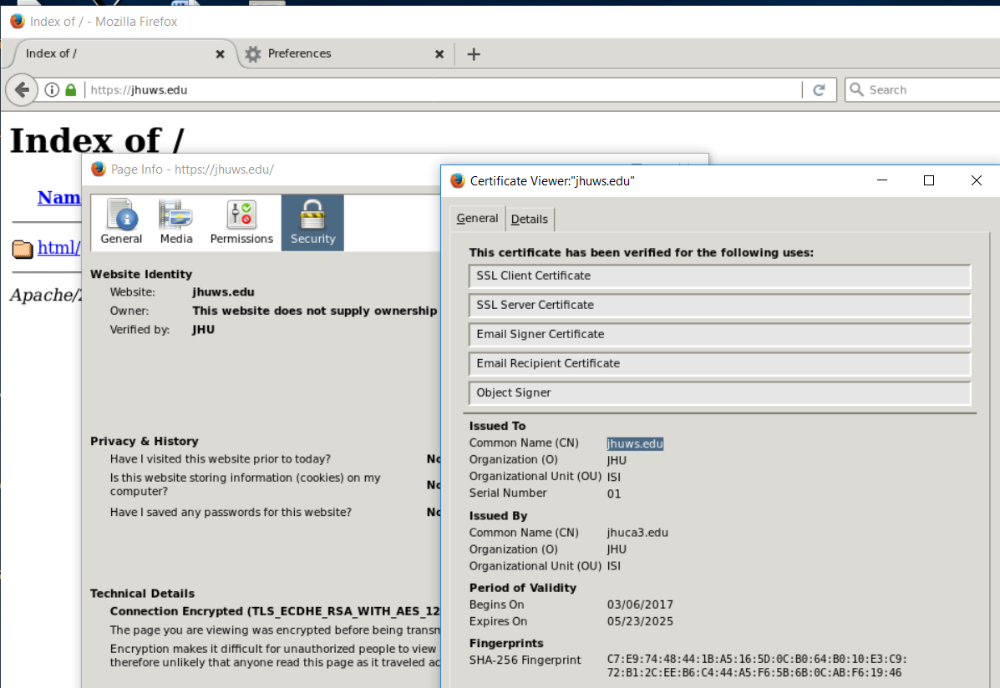 Index of / - Mozilla Firefox
Index of /
Preferences
https://jhuws.edu
Search
Index of /
Nam
html/
Apache/2
Page Info - https://jhuws.edu/
General Media Permissions Security
Website Identity
Website: jhuws.edu
Owner: This website does not supply ownership
Verified by: JHU
Privacy & History
Have I visited this website prior to today? No
Is this website storing information (cookies) on my
computer? No
Have I saved any passwords for this website? No
Technical Details
Connection Encrypted (TLS_ECDHE_RSA_WITH_AES_12
The page you are viewing was encrypted before being transm
Encryption makes it difficult for unauthorized people to view
therefore unlikely that anyone read this page as it traveled ac
Certificate Viewer:"jhuws.edu"
General Details
This certificate has been verified for the following uses:
SSL Client Certificate
SSL Server Certificate
Email Signer Certificate
Email Recipient Certificate
Object Signer
Issued To
Common Name (CN) jhuws.edu
Organization (O) JHU
Organizational Unit (OU) ISI
Serial Number 01
Issued By
Common Name (CN) jhuca3.edu
Organization (O) JHU
Organizational Unit (OU) ISI
Period of Validity
Begins On 03/06/2017
Expires On 05/23/2025
Fingerprints
SHA-256 Fingerprint C7:E9:74:48:44:1B:A5:16:5D:0C:B0:64:B0:10:E3:C9:
72:B1:2C:EE:B6:C4:44:A5:F6:5B:6B:0C:AB:F6:19:46